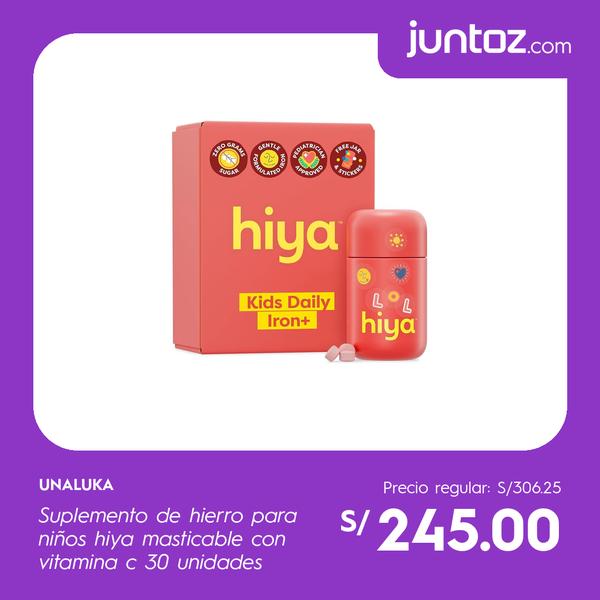 juntoz.com
ZERO GRAMS
SUGAR
GENTLE
FORMULATED IRON
PEDIATRICIAN
APPROVED
FREE JAR
& STICKERS
hiya™
Kids Daily
Iron+
LOL
hiya
UNALUKA
Suplemento de hierro para
niños hiya masticable con
vitamina c 30 unidades
Precio regular: S/306.25
S/ 245.00